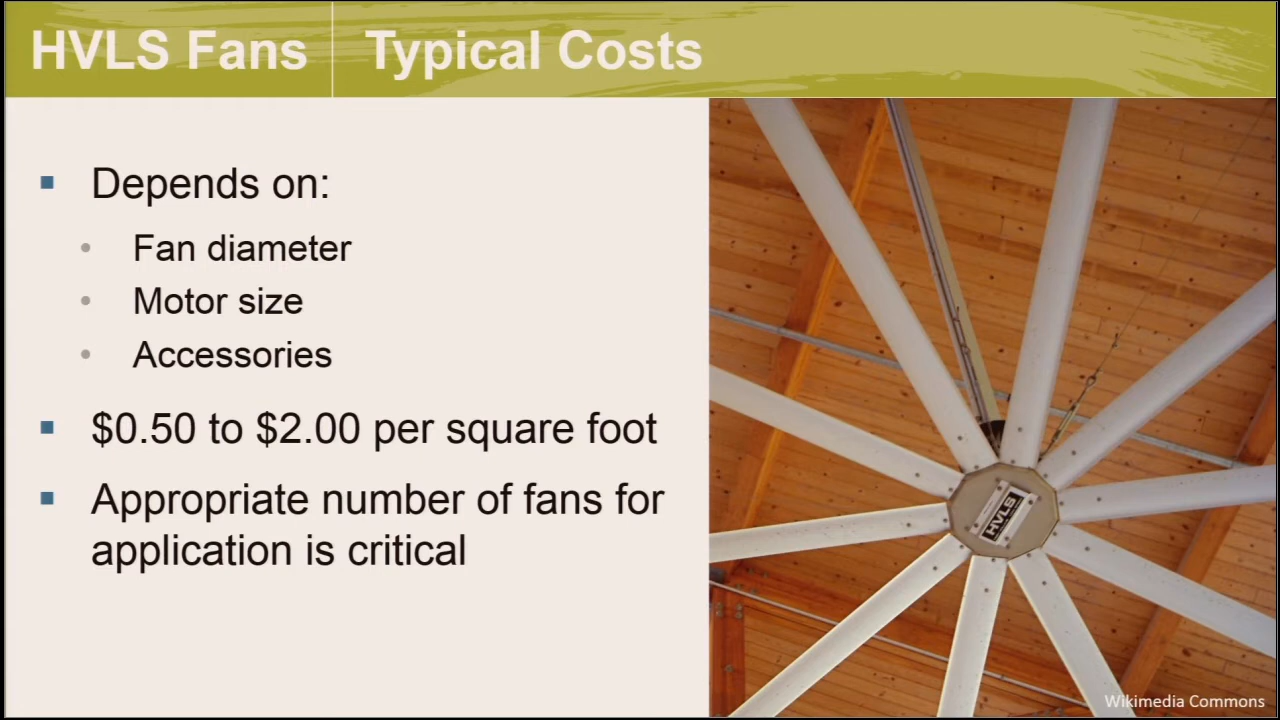 HVLS Fans Typical Costs
Depends on:
Fan diameter
Motor size
Accessories
$0.50 to $2.00 per square foot
Appropriate number of fans for
application is critical
HVLS
Wikimedia Commons